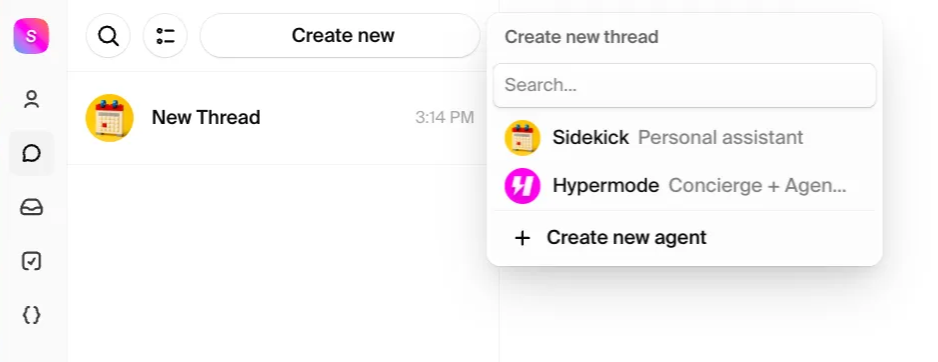 S
Create new
New Thread 3:14 PM
Create new thread
Search...
Sidekick Personal assistant
Hypermode Concierge + Agen...
Create new agent